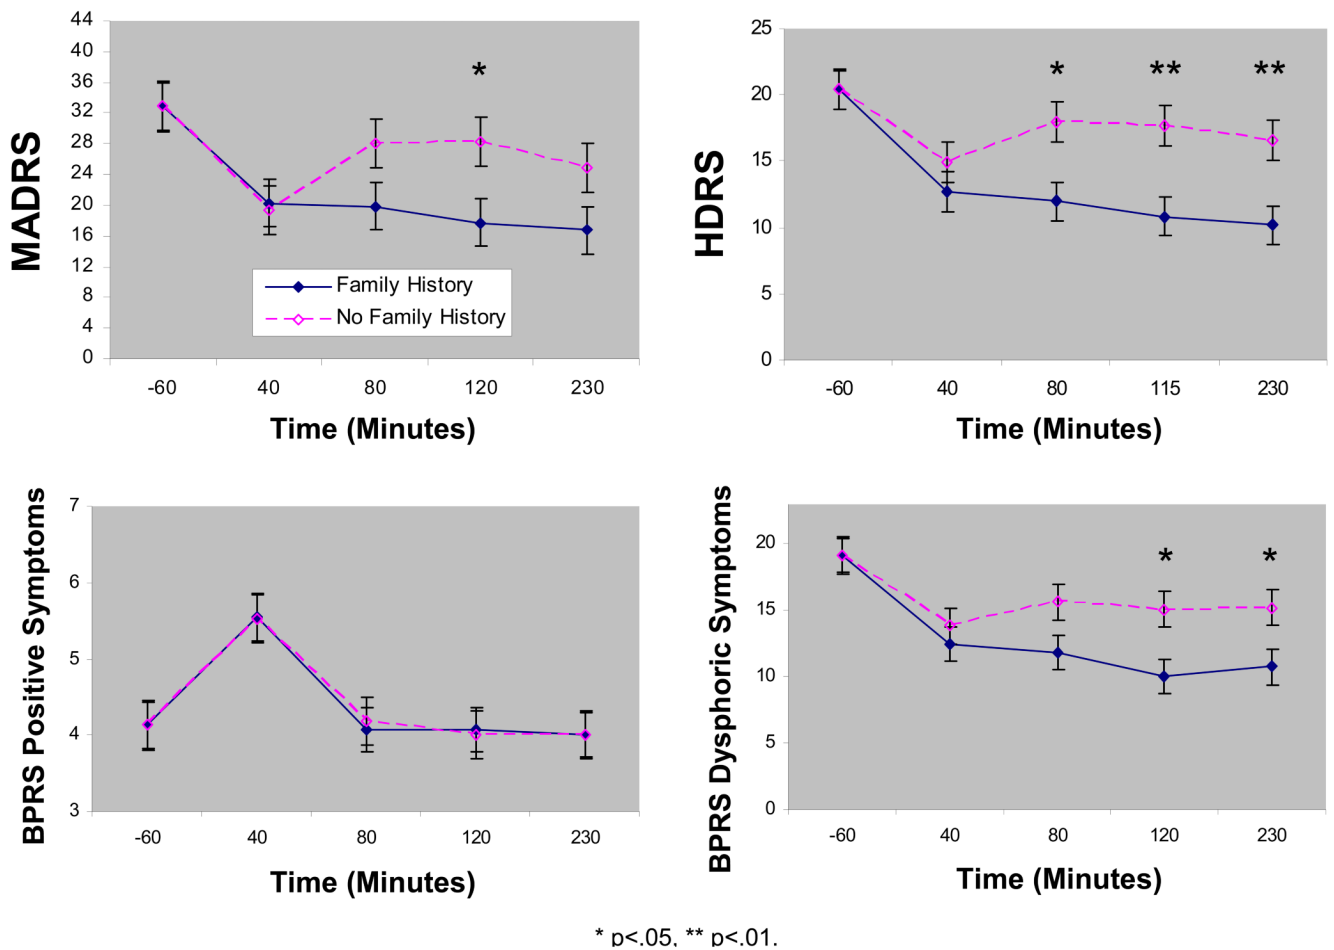 MADRS
44
40
36
32
28
24
20
16
12
8
4
0
*
Family History
No Family History
-60 40 80 120 230
Time (Minutes)
HDRS
25
20
15
10
5
0
* ** **
-60 40 80 115 230
Time (Minutes)
BPRS Positive Symptoms
7
6
5
4
3
-60 40 80 120 230
Time (Minutes)
BPRS Dysphoric Symptoms
20
15
10
5
0
* *
-60 40 80 120 230
Time (Minutes)
* p<.05, ** p<.01.